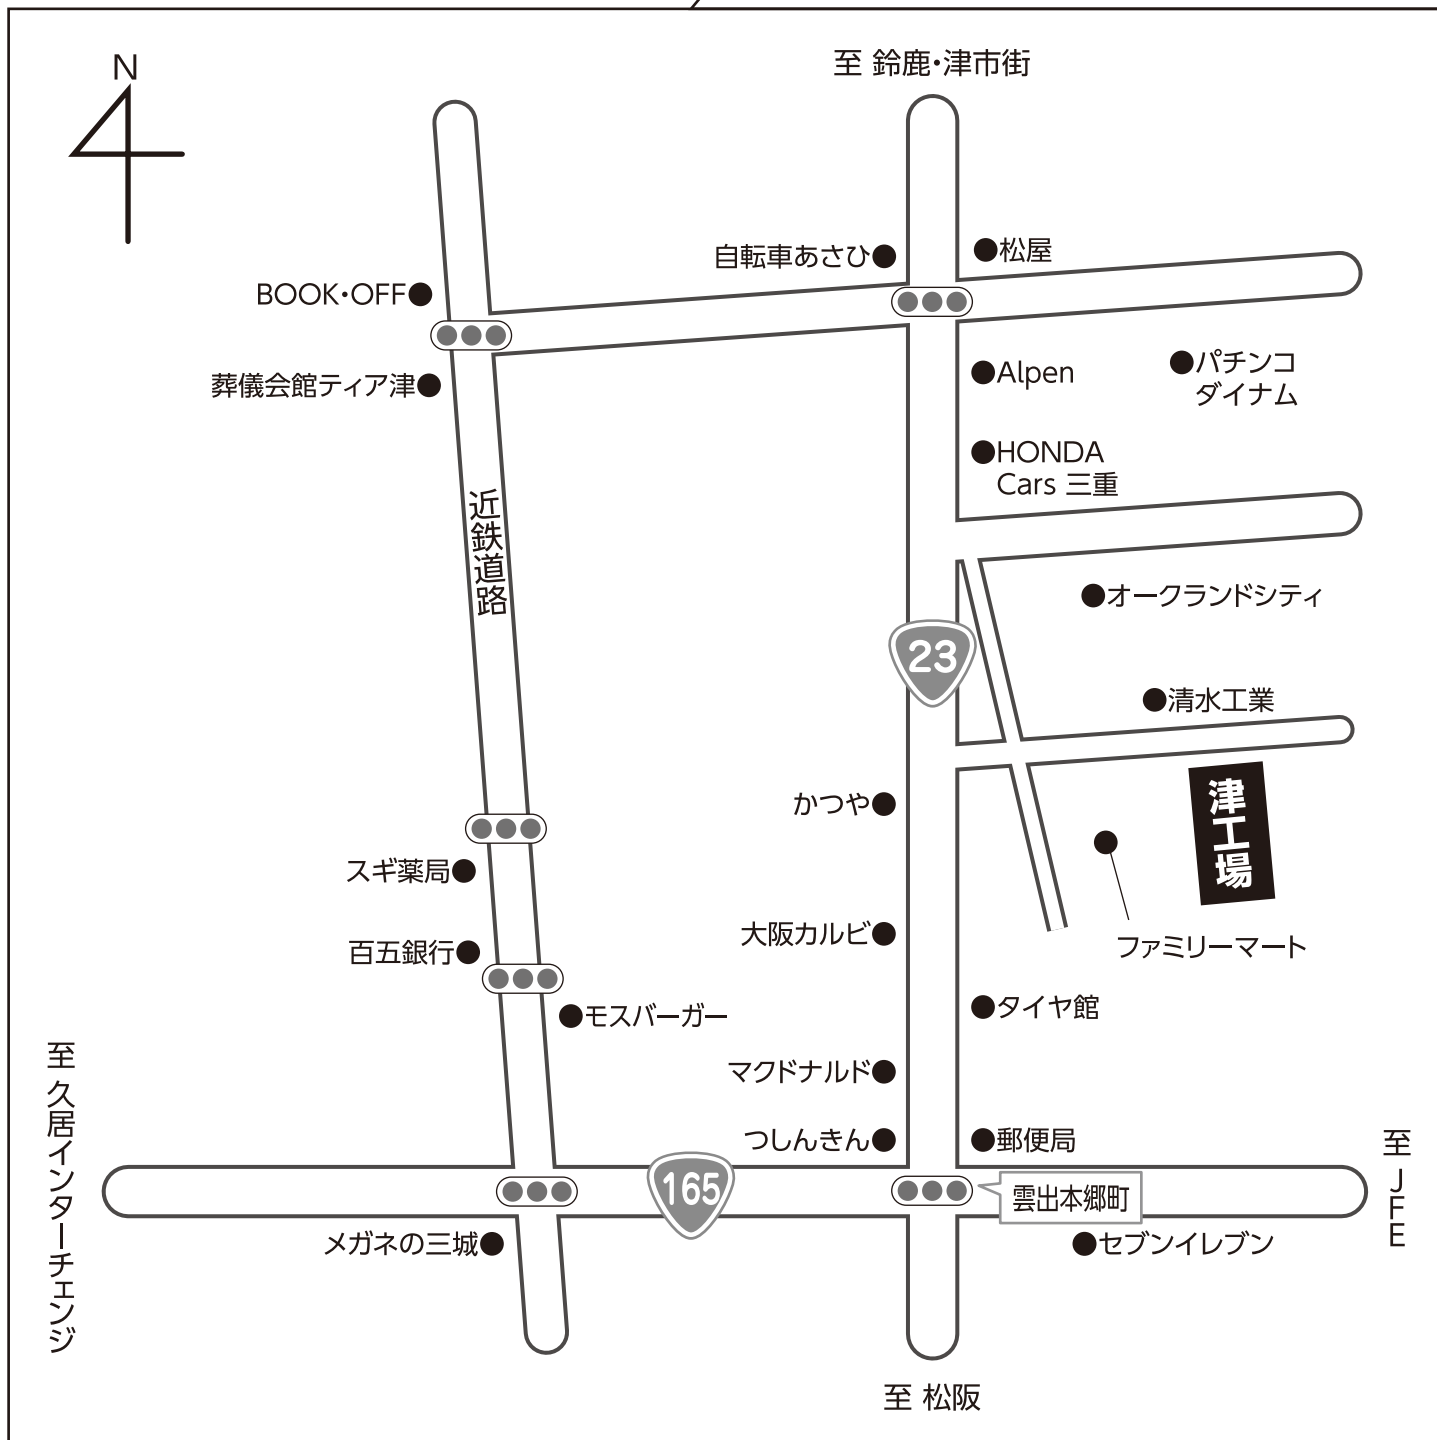 N
至 鈴鹿・津市街
自転車あさひ
松屋
BOOK・OFF
葬儀会館ティア津
Alpen
パチンコ
ダイナム
HONDA
Cars 三重
近鉄道路
オークランドシティ
23
清水工業
津工場
かつや
スギ薬局
ファミリーマート
大阪カルビ
百五銀行
タイヤ館
モスバーガー
マクドナルド
至 久居インターチェンジ
つしんきん
郵便局
至 JFE
165
雲出本郷町
メガネの三城
セブンイレブン
至 松阪